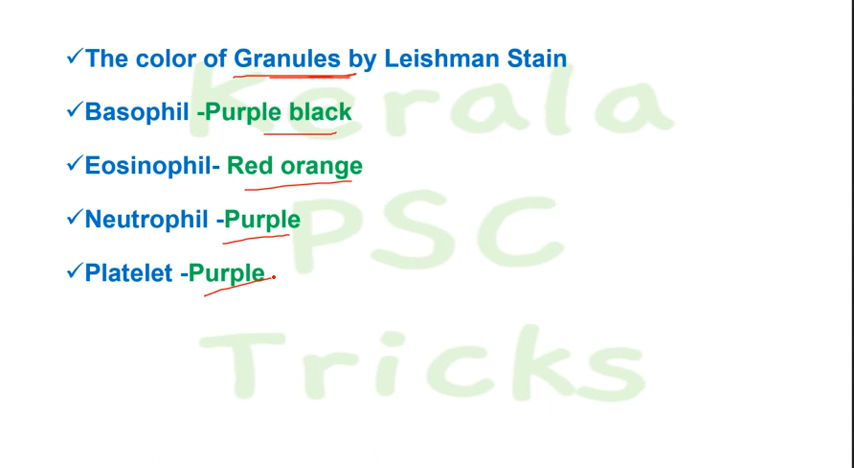 ✓The color of Granules by Leishman Stain
✓Basophil -Purple black
✓Eosinophil- Red orange
✓Neutrophil -Purple
✓Platelet -Purple
Kerala
PSC
Tricks